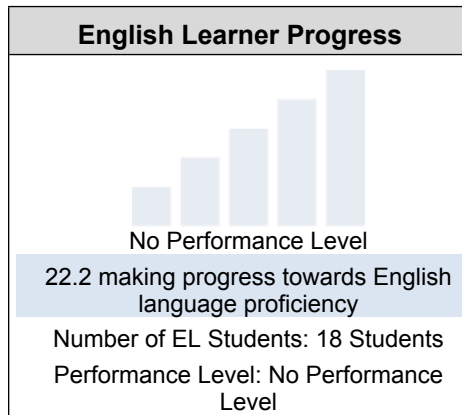 English Learner Progress
No Performance Level
22.2 making progress towards English
language proficiency
Number of EL Students: 18 Students
Performance Level: No Performance
Level